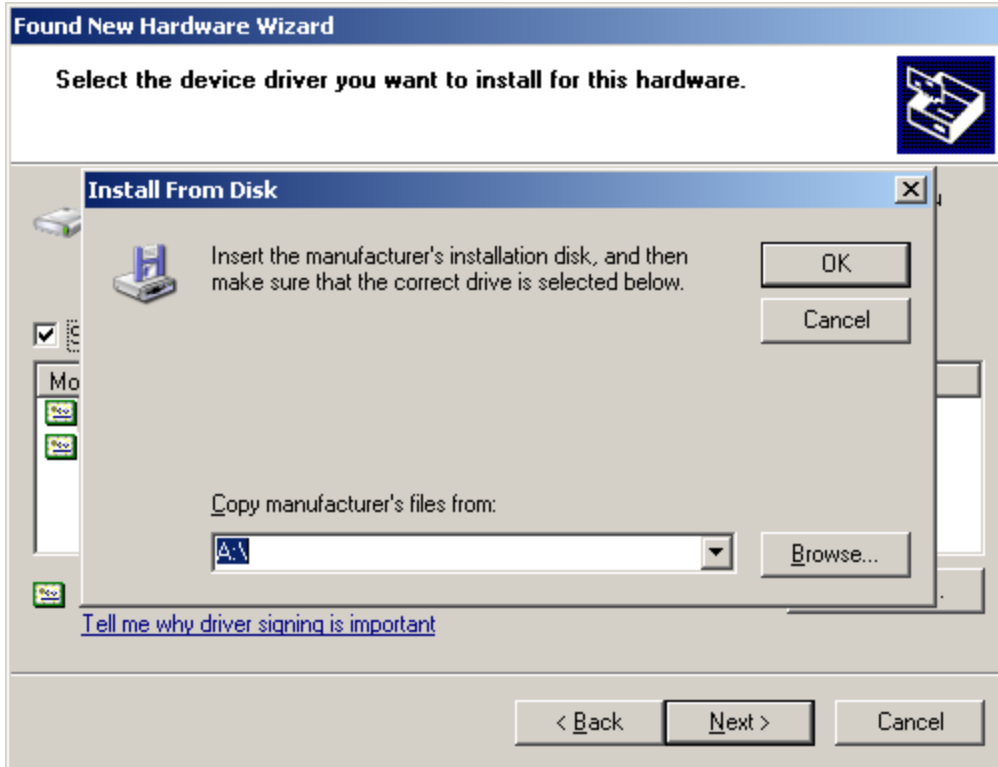 Found New Hardware Wizard
Select the device driver you want to install for this hardware.
Install From Disk
Insert the manufacturer's installation disk, and then
make sure that the correct drive is selected below.
OK
Cancel
Copy manufacturer's files from:
A:\
Browse...
Tell me why driver signing is important
< Back
Next >
Cancel